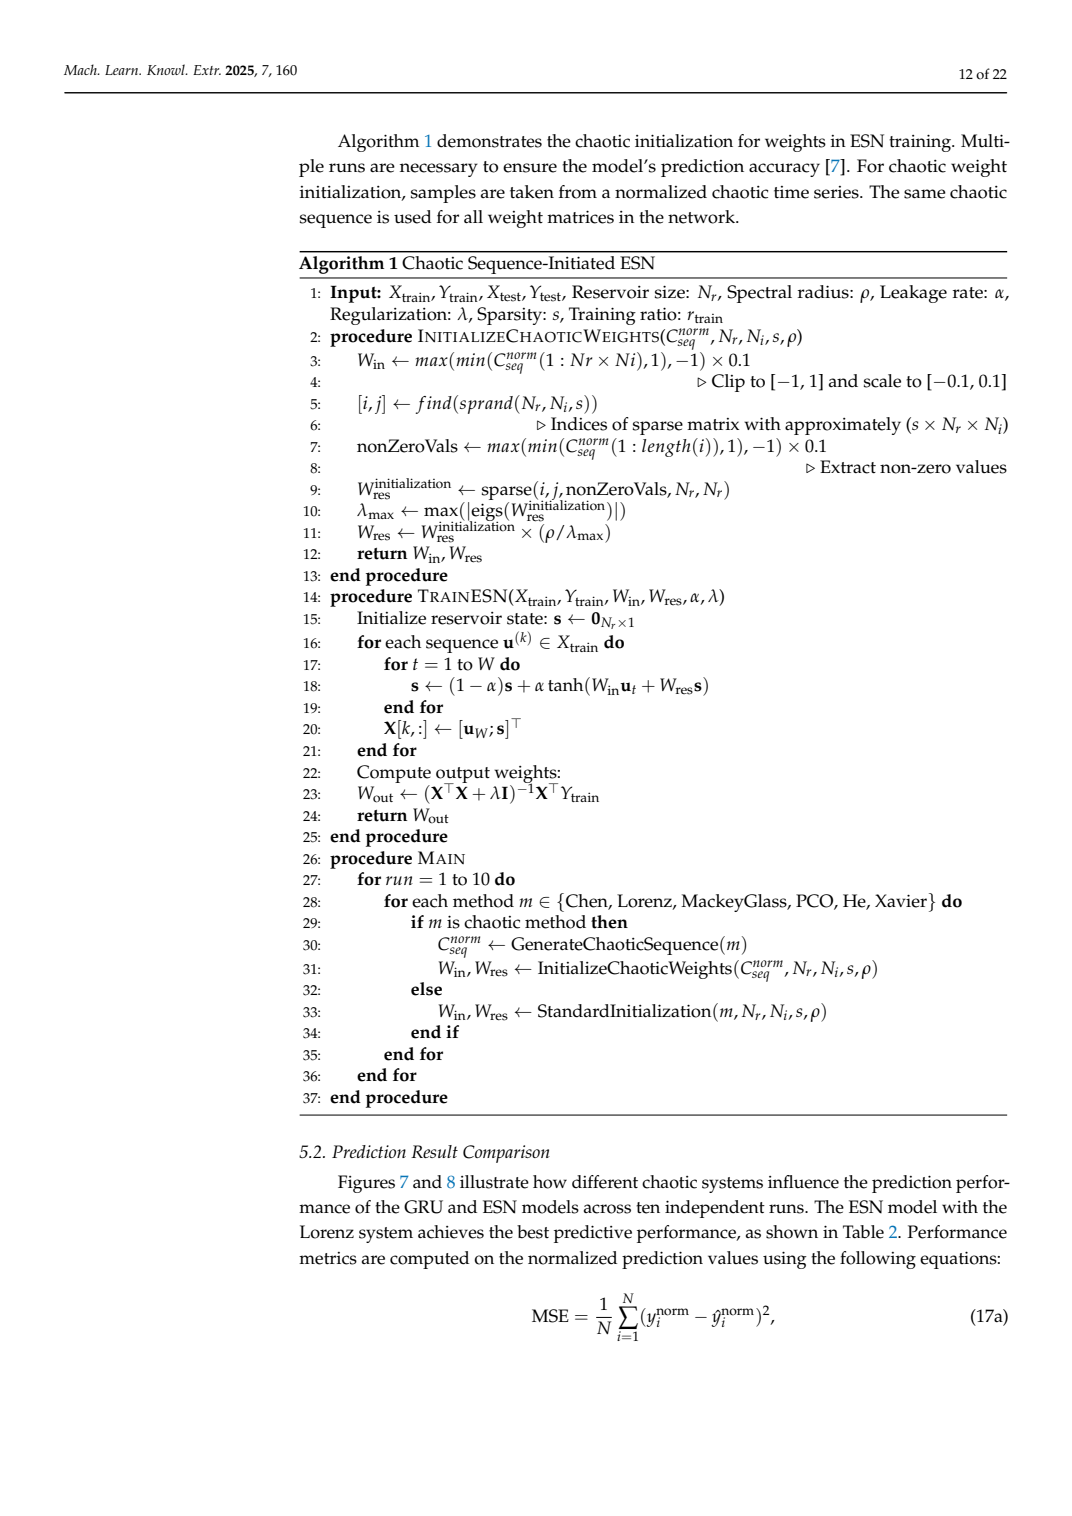 Mach. Learn. Knowl. Extr. 2025, 7, 160
12 of 22
Algorithm 1 demonstrates the chaotic initialization for weights in ESN training. Multi-
ple runs are necessary to ensure the model's prediction accuracy [7]. For chaotic weight
initialization, samples are taken from a normalized chaotic time series. The same chaotic
sequence is used for all weight matrices in the network.
Algorithm 1 Chaotic Sequence-Initiated ESN
1: Input: X_train, Y_train, X_test, Y_test, Reservoir size: N_r, Spectral radius: ρ, Leakage rate: α,
Regularization: λ, Sparsity: s, Training ratio: r_train
2: procedure INITIALIZECHAOTICWEIGHTS(C_seq^norm, N_r, N_i, s, ρ)
3: W_in ← max(min(C_seq^norm(1 : Nr × Ni), 1), −1) × 0.1
4: ▷ Clip to [−1, 1] and scale to [−0.1, 0.1]
5: [i, j] ← find(sprand(N_r, N_i, s))
6: ▷ Indices of sparse matrix with approximately (s × N_r × N_i)
7: nonZeroVals ← max(min(C_seq^norm(1 : length(i)), 1), −1) × 0.1
8: ▷ Extract non-zero values
9: W_res^initialization ← sparse(i, j, nonZeroVals, N_r, N_r)
10: λ_max ← max(|eigs(W_res^initialization)|)
11: W_res ← W_res^initialization × (ρ/λ_max)
12: return W_in, W_res
13: end procedure
14: procedure TRAINESN(X_train, Y_train, W_in, W_res, α, λ)
15: Initialize reservoir state: s ← 0_{N_r×1}
16: for each sequence u^(k) ∈ X_train do
17: for t = 1 to W do
18: s ← (1 − α)s + α tanh(W_in u_t + W_res s)
19: end for
20: X[k, :] ← [u_W; s]^⊤
21: end for
22: Compute output weights:
23: W_out ← (X^⊤X + λI)^−1 X^⊤Y_train
24: return W_out
25: end procedure
26: procedure MAIN
27: for run = 1 to 10 do
28: for each method m ∈ {Chen, Lorenz, MackeyGlass, PCO, He, Xavier} do
29: if m is chaotic method then
30: C_seq^norm ← GenerateChaoticSequence(m)
31: W_in, W_res ← InitializeChaoticWeights(C_seq^norm, N_r, N_i, s, ρ)
32: else
33: W_in, W_res ← StandardInitialization(m, N_r, N_i, s, ρ)
34: end if
35: end for
36: end for
37: end procedure
5.2. Prediction Result Comparison
Figures 7 and 8 illustrate how different chaotic systems influence the prediction perfor-
mance of the GRU and ESN models across ten independent runs. The ESN model with the
Lorenz system achieves the best predictive performance, as shown in Table 2. Performance
metrics are computed on the normalized prediction values using the following equations:
MSE = 1/N ∑_{i=1}^{N} (y_i^norm − ŷ_i^norm)^2, (17a)